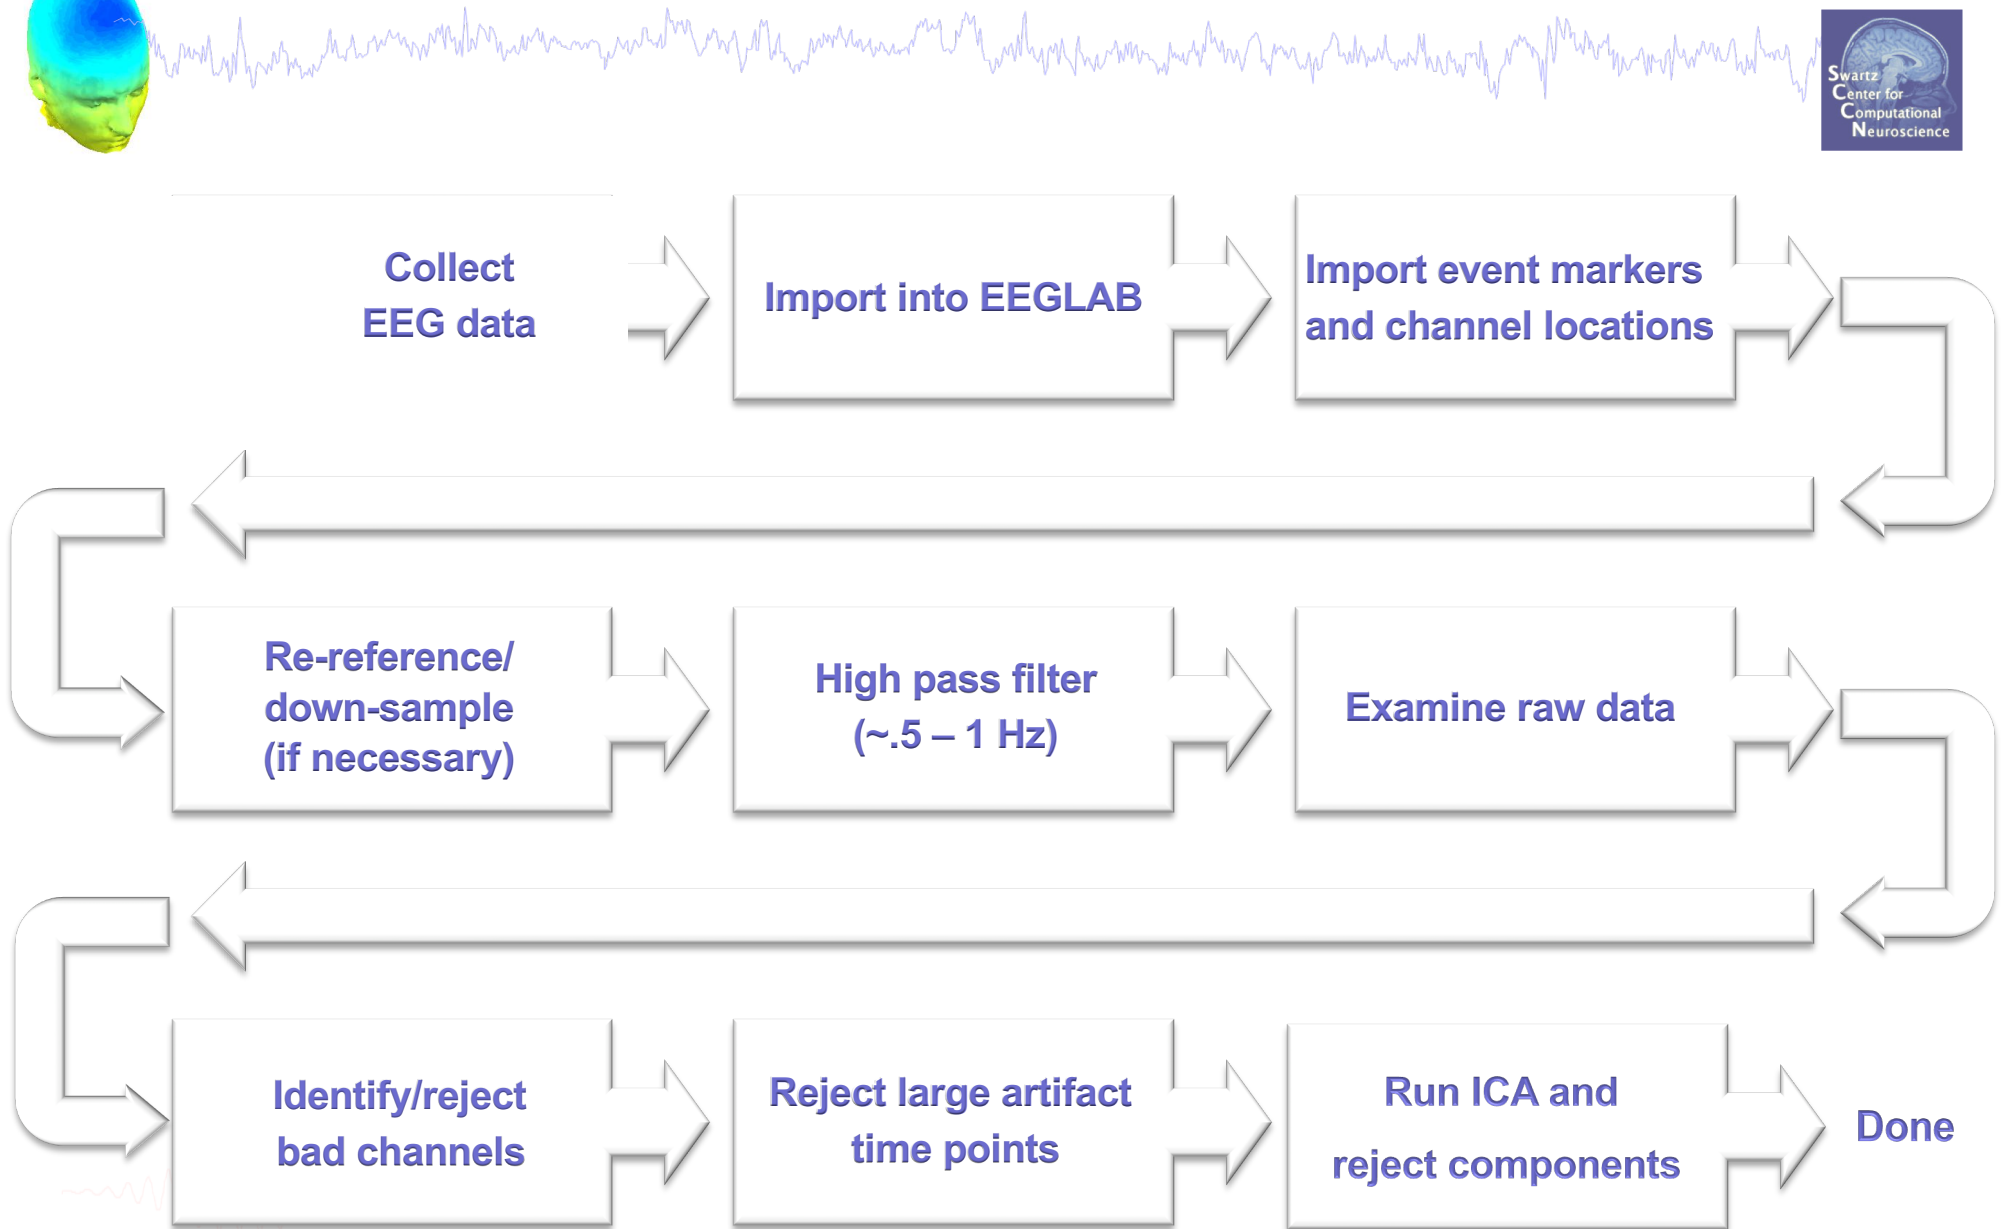 Swartz
Center for
Computational
Neuroscience
Collect
EEG data
Import into EEGLAB
Import event markers
and channel locations
Re-reference/
down-sample
(if necessary)
High pass filter
(~.5 – 1 Hz)
Examine raw data
Identify/reject
bad channels
Reject large artifact
time points
Run ICA and
reject components
Done